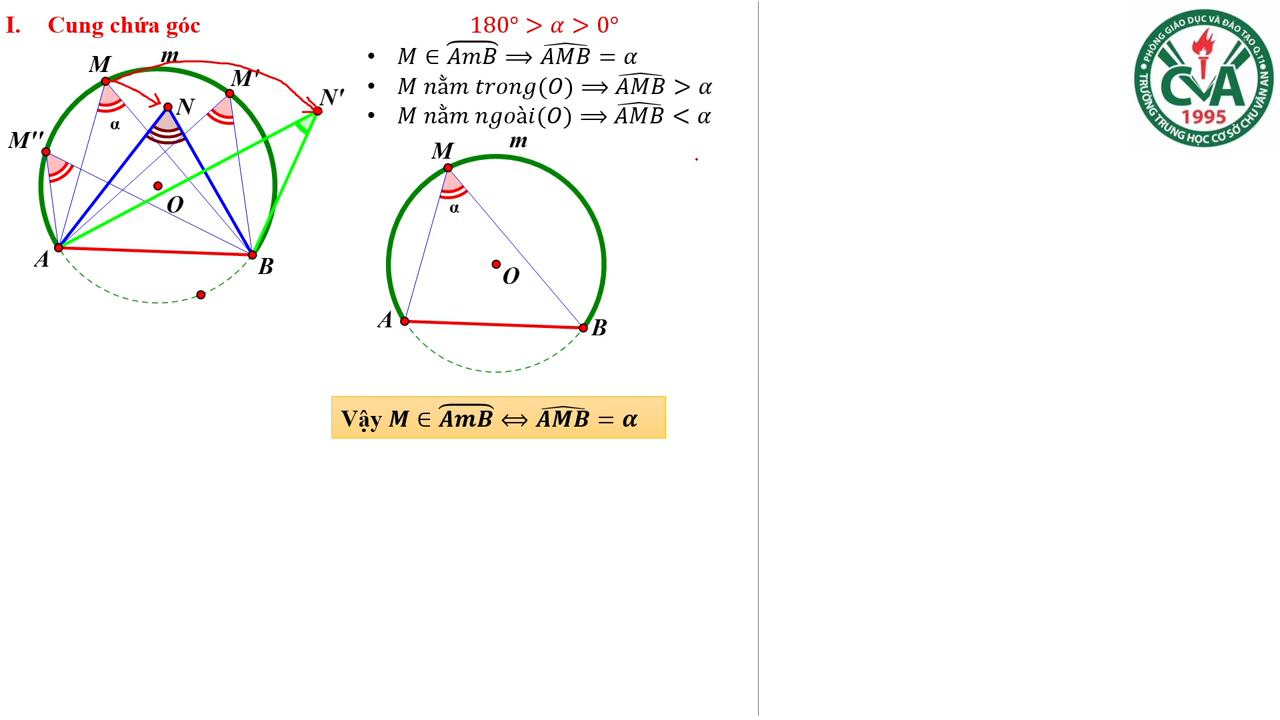 I. Cung chứa góc
180° > α > 0°
• M ∈ AmB ⟹ AMB = α
• M nằm trong(O) ⟹ AMB > α
• M nằm ngoài(O) ⟹ AMB < α
M
m
M'
N
N'
α
M''
O
A
B
M
m
α
O
A
B
Vậy M ∈ AmB ⟺ AMB = α
PHÒNG GIÁO DỤC VÀ ĐÀO TẠO Q.11
CVA
1995
TRƯỜNG TRUNG HỌC CƠ SỞ CHU VĂN AN